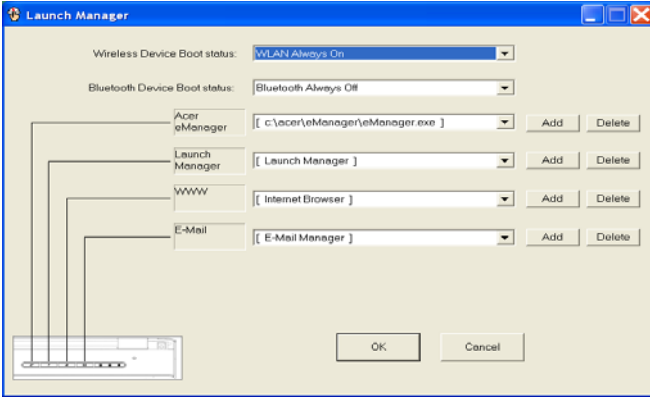 Launch Manager
Wireless Device Boot status: WLAN Always On
Bluetooth Device Boot status: Bluetooth Always Off
Acer
eManager
[ c:\acer\eManager\eManager.exe ] Add Delete
Launch
Manager
[ Launch Manager ] Add Delete
WWW
[ Internet Browser ] Add Delete
E-Mail
[ E-Mail Manager ] Add Delete
OK Cancel